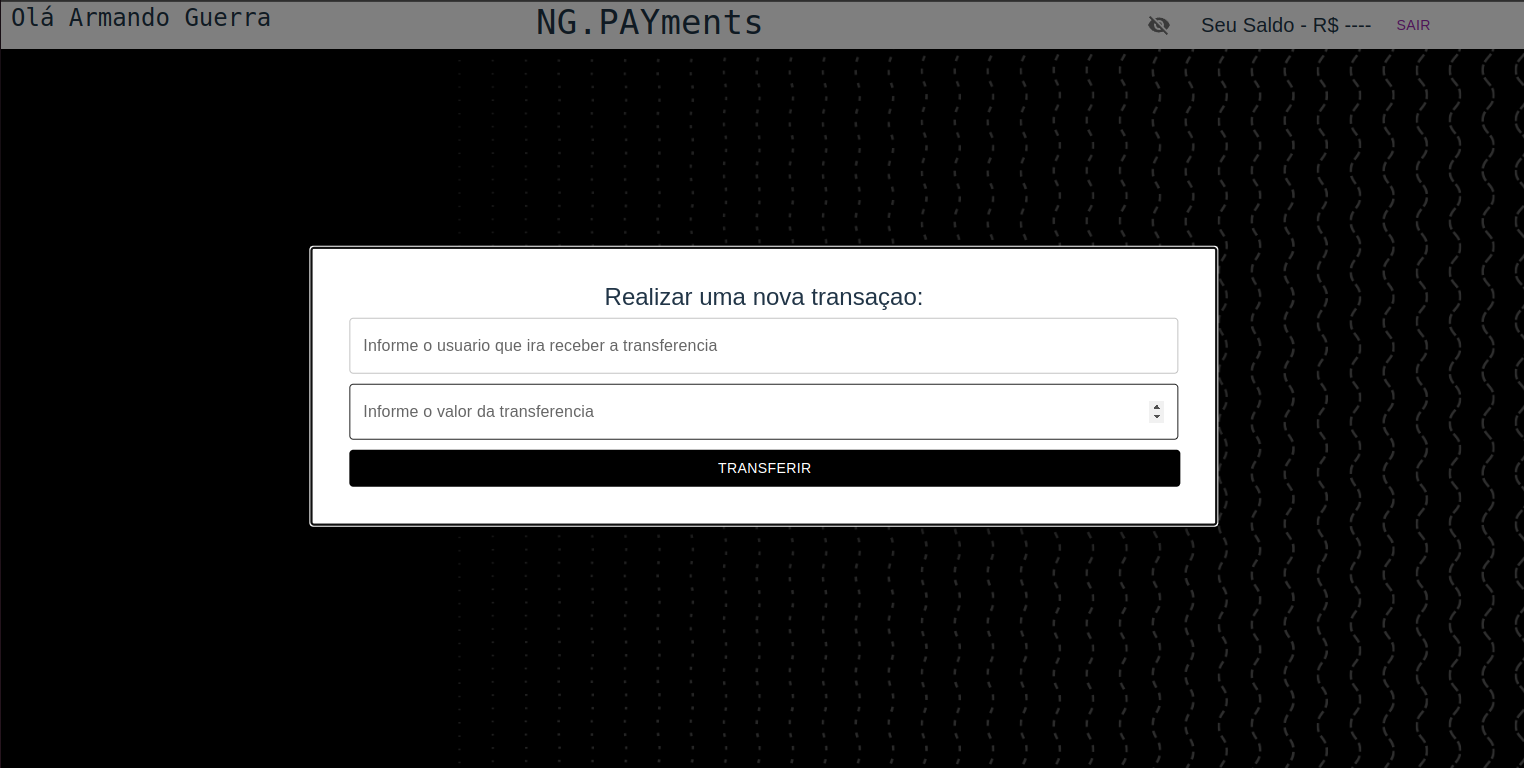 Olá Armando Guerra
NG.PAYments
Seu Saldo - R$ ----
SAIR
Realizar uma nova transaçao:
Informe o usuario que ira receber a transferencia
Informe o valor da transferencia
TRANSFERIR